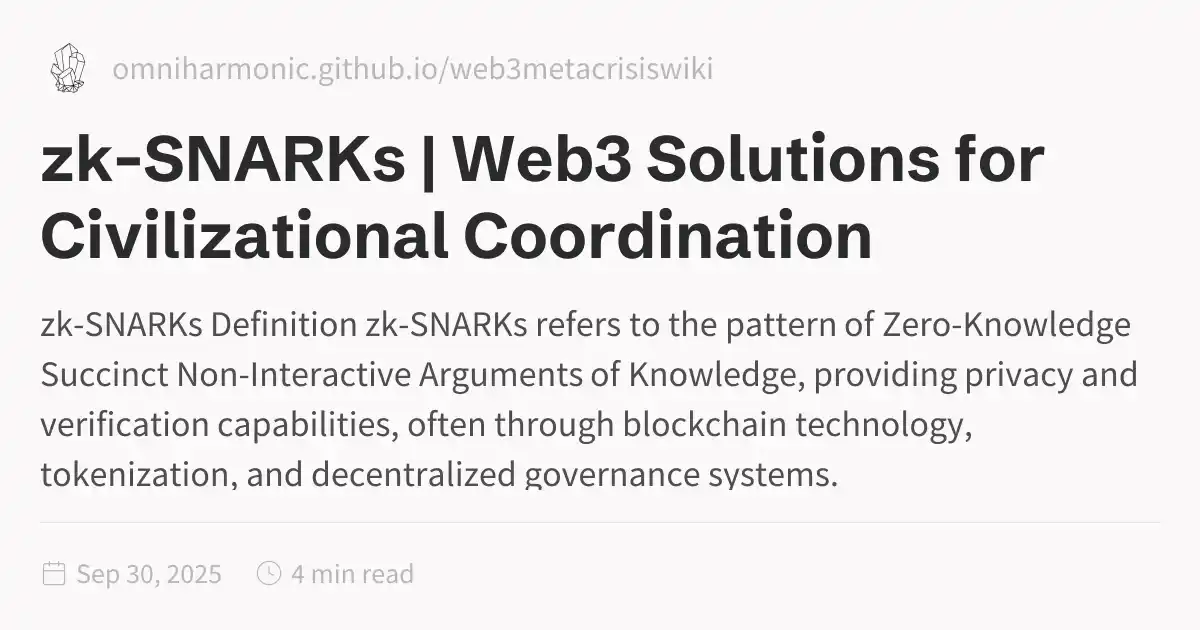 omniharmonic.github.io/web3metacrisiswiki
zk-SNARKs | Web3 Solutions for
Civilizational Coordination
zk-SNARKs Definition zk-SNARKs refers to the pattern of Zero-Knowledge
Succinct Non-Interactive Arguments of Knowledge, providing privacy and
verification capabilities, often through blockchain technology,
tokenization, and decentralized governance systems.
Sep 30, 2025 4 min read